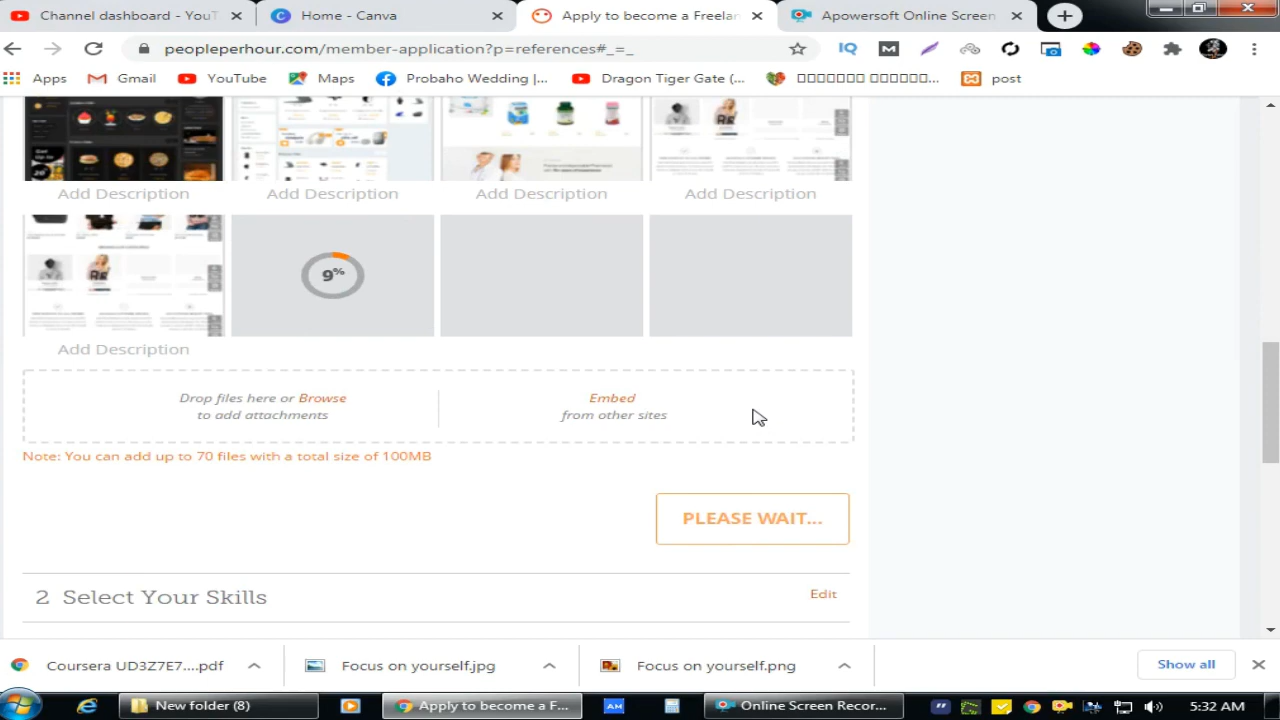 Channel dashboard - YouT
Home - Canva
Apply to become a Freelan
Apowersoft Online Screen
peopleperhour.com/member-application?p=references#_=_
IQ
M
Apps
Gmail
YouTube
Maps
Probaho Wedding |...
Dragon Tiger Gate (...
post
Add Description
Add Description
Add Description
Add Description
9%
Add Description
Drop files here or Browse
to add attachments
Embed
from other sites
Note: You can add up to 70 files with a total size of 100MB
PLEASE WAIT...
2 Select Your Skills
Edit
Coursera UD3Z7E7....pdf
Focus on yourself.jpg
Focus on yourself.png
Show all
New folder (8)
Apply to become a F...
AM
Online Screen Recor...
5:32 AM